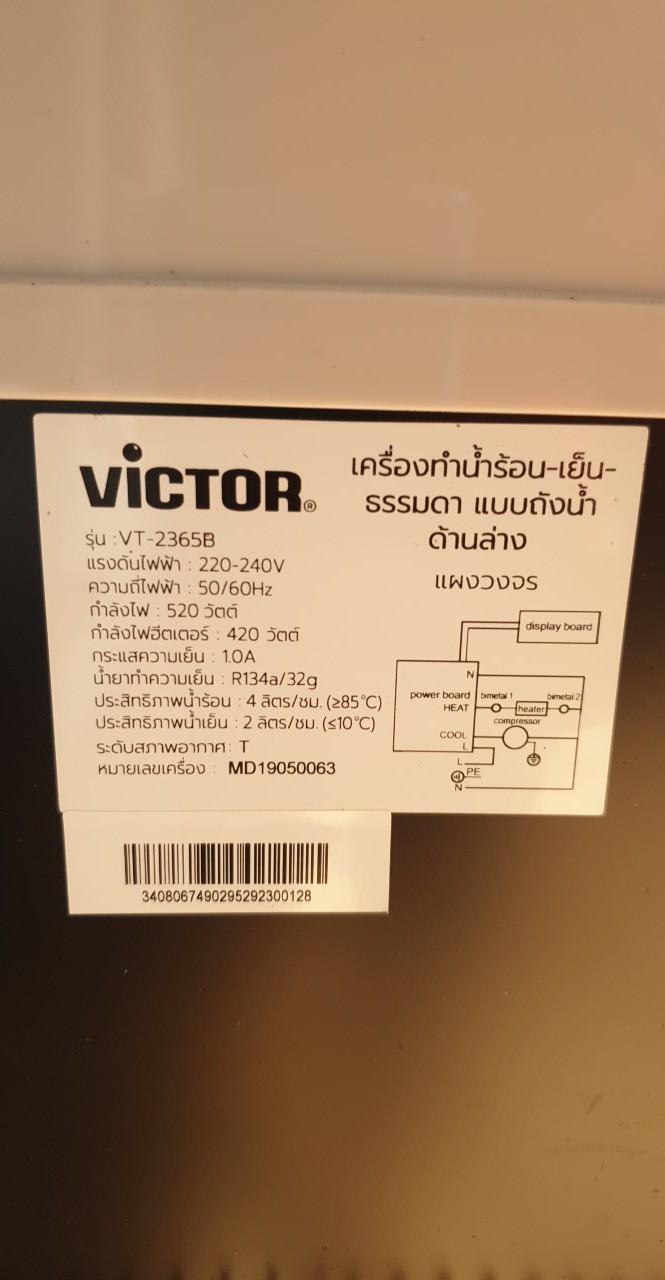 VICTOR®
รุ่น : VT-2365B
แรงดันไฟฟ้า : 220-240V
ความถี่ไฟฟ้า : 50/60Hz
กำลังไฟ : 520 วัตต์
กำลังไฟฮีตเตอร์ : 420 วัตต์
กระแสความเย็น : 1.0A
น้ำยาทำความเย็น : R134a/32g
ประสิทธิภาพน้ำร้อน : 4 ลิตร/ชม. (≥85°C)
ประสิทธิภาพน้ำเย็น : 2 ลิตร/ชม. (≤10°C)
ระดับสภาพอากาศ : T
หมายเลขเครื่อง : MD19050063
เครื่องทำน้ำร้อน-เย็น-
ธรรมดา แบบถังน้ำ
ด้านล่าง
แผงวงจร
display board
N
power board bimetal 1 bimetal 2
HEAT heater
compressor
COOL
L
L
PE
N
3408067490295292300128